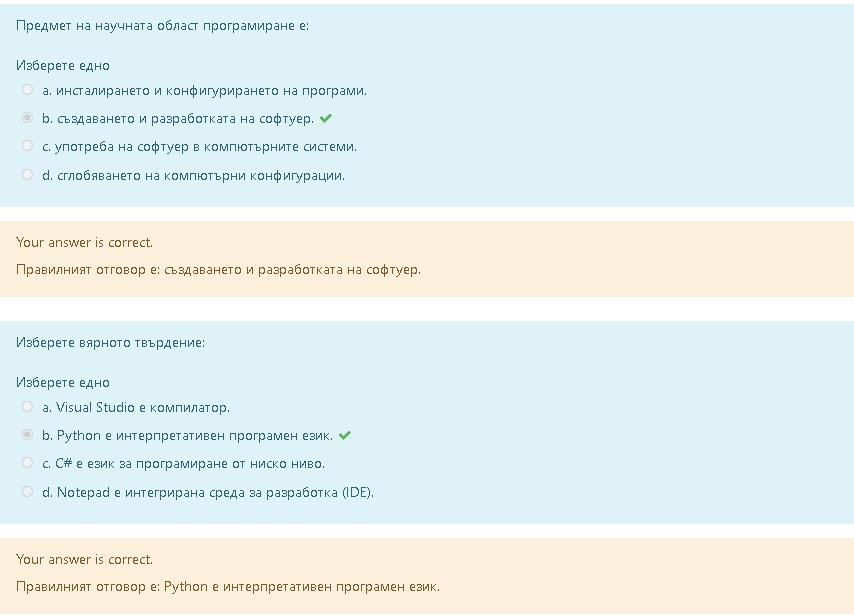 Предмет на научната област програмиране е:
Изберете едно
a. инсталирането и конфигурирането на програми.
b. създаването и разработката на софтуер.
c. употреба на софтуер в компютърните системи.
d. сглобяването на компютърни конфигурации.
Your answer is correct.
Правилният отговор е: създаването и разработката на софтуер.
Изберете вярното твърдение:
Изберете едно
a. Visual Studio е компилатор.
b. Python е интерпретативен програмен език.
c. C# е език за програмиране от ниско ниво.
d. Notepad е интегрирана среда за разработка (IDE).
Your answer is correct.
Правилният отговор е: Python е интерпретативен програмен език.